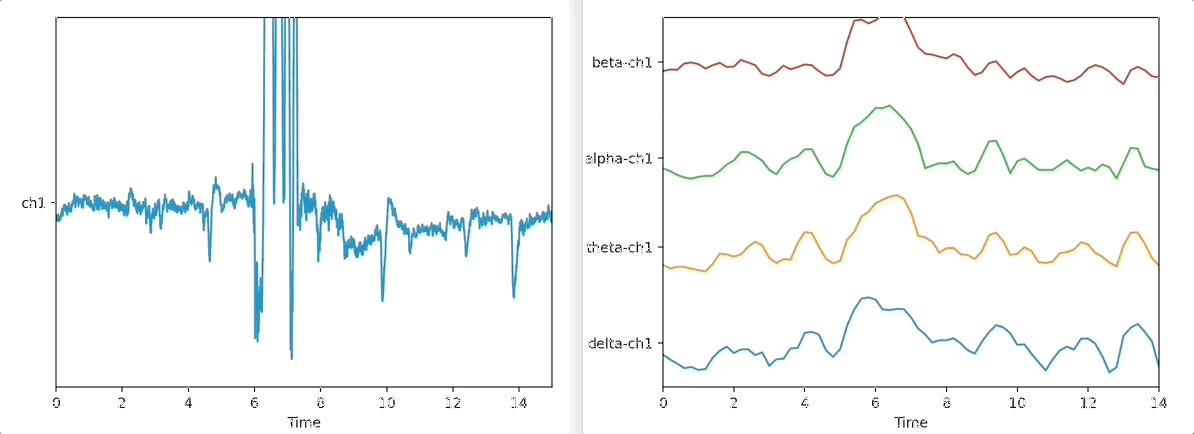 ch1
0 2 4 6 8 10 12 14
Time
beta-ch1
alpha-ch1
theta-ch1
delta-ch1
0 2 4 6 8 10 12 14
Time